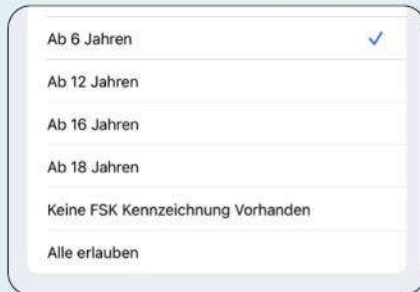 Ab 6 Jahren
Ab 12 Jahren
Ab 16 Jahren
Ab 18 Jahren
Keine FSK Kennzeichnung Vorhanden
Alle erlauben